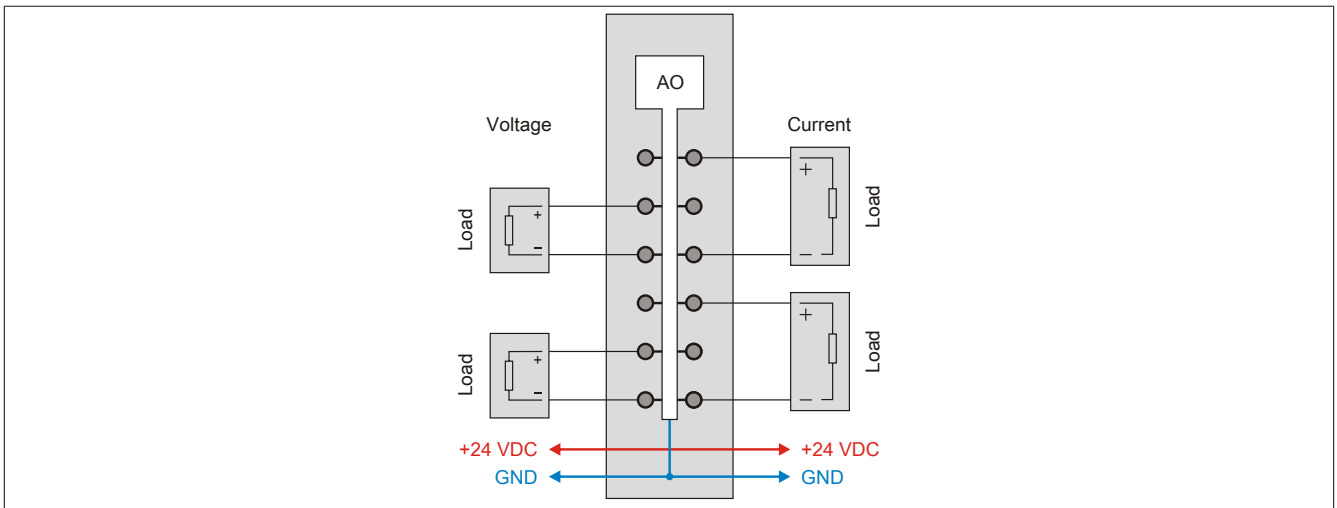 AO
Voltage
Current
Load
+
−
+
−
Load
Load
+
−
+
−
Load
+24 VDC
+24 VDC
GND
GND